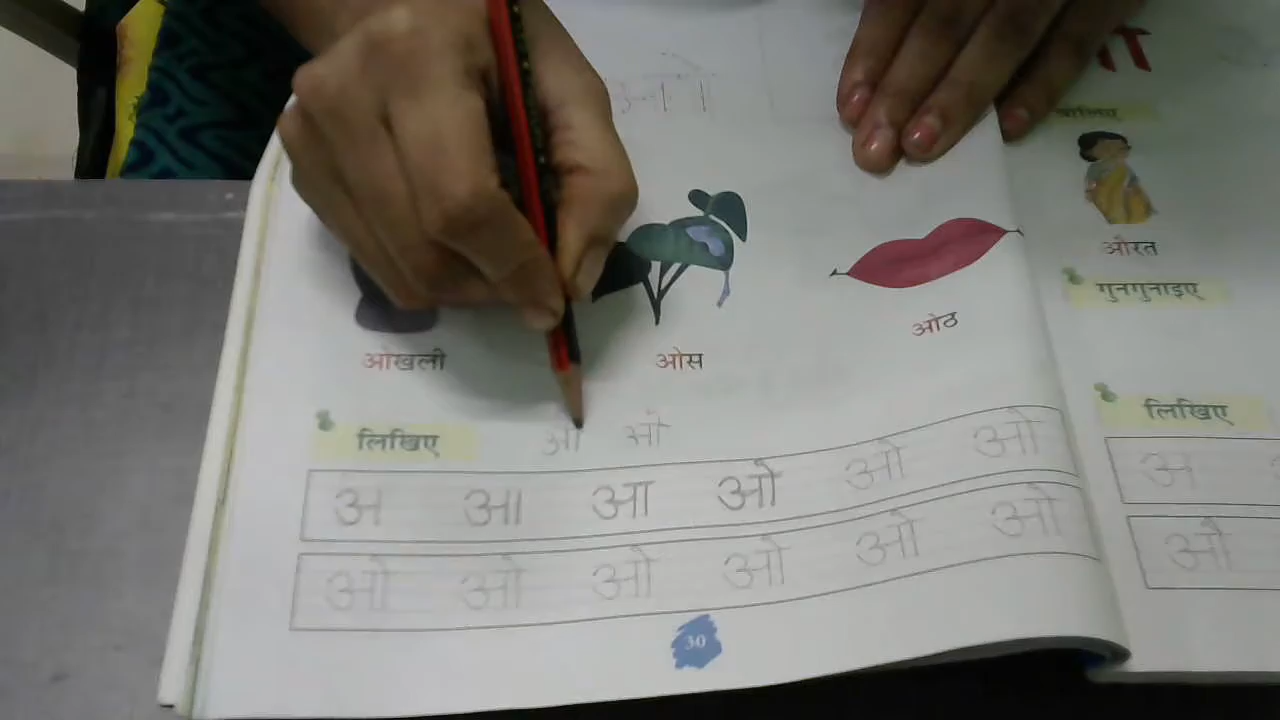 औरत
गुनगुनाइए
ओखली ओस ओठ
लिखिए
ओ ओ
अ आ आ ओ ओ ओ
ओ ओ ओ ओ ओ ओ
30
लिखिए
अ
औ